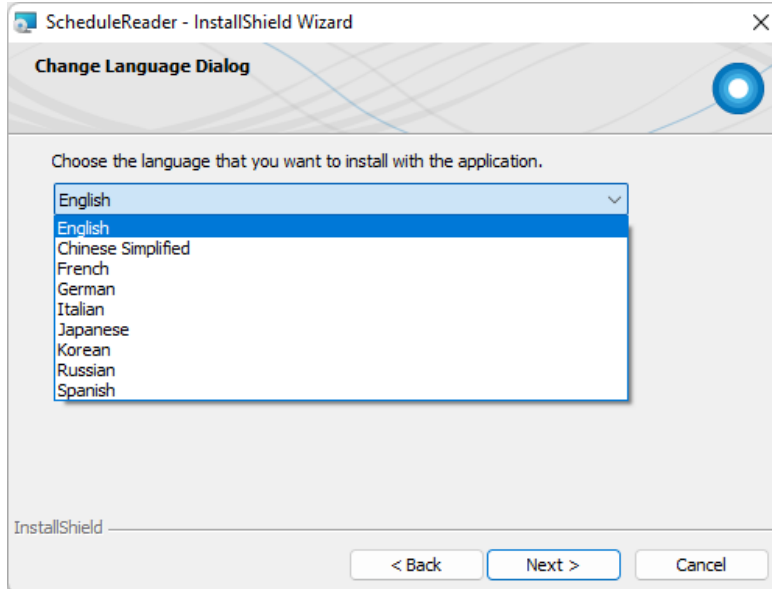 ScheduleReader - InstallShield Wizard
Change Language Dialog
Choose the language that you want to install with the application.
English
English
Chinese Simplified
French
German
Italian
Japanese
Korean
Russian
Spanish
InstallShield
< Back Next > Cancel